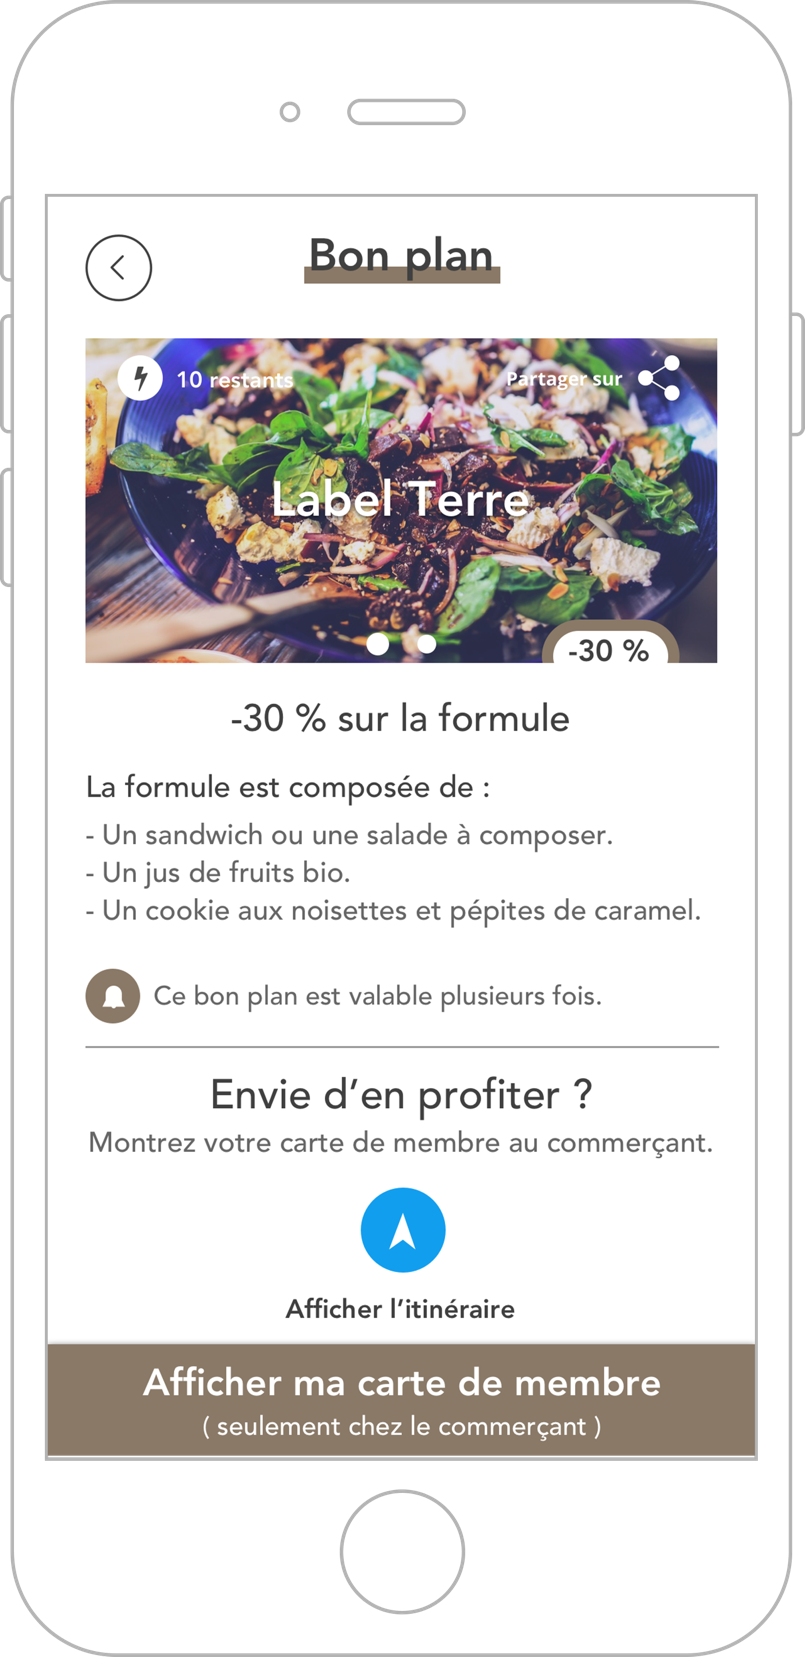 Bon plan
10 restants
Partager sur
Label Terre
-30 %
-30 % sur la formule
La formule est composée de :
- Un sandwich ou une salade à composer.
- Un jus de fruits bio.
- Un cookie aux noisettes et pépites de caramel.
Ce bon plan est valable plusieurs fois.
Envie d’en profiter ?
Montrez votre carte de membre au commerçant.
Afficher l’itinéraire
Afficher ma carte de membre
( seulement chez le commerçant )